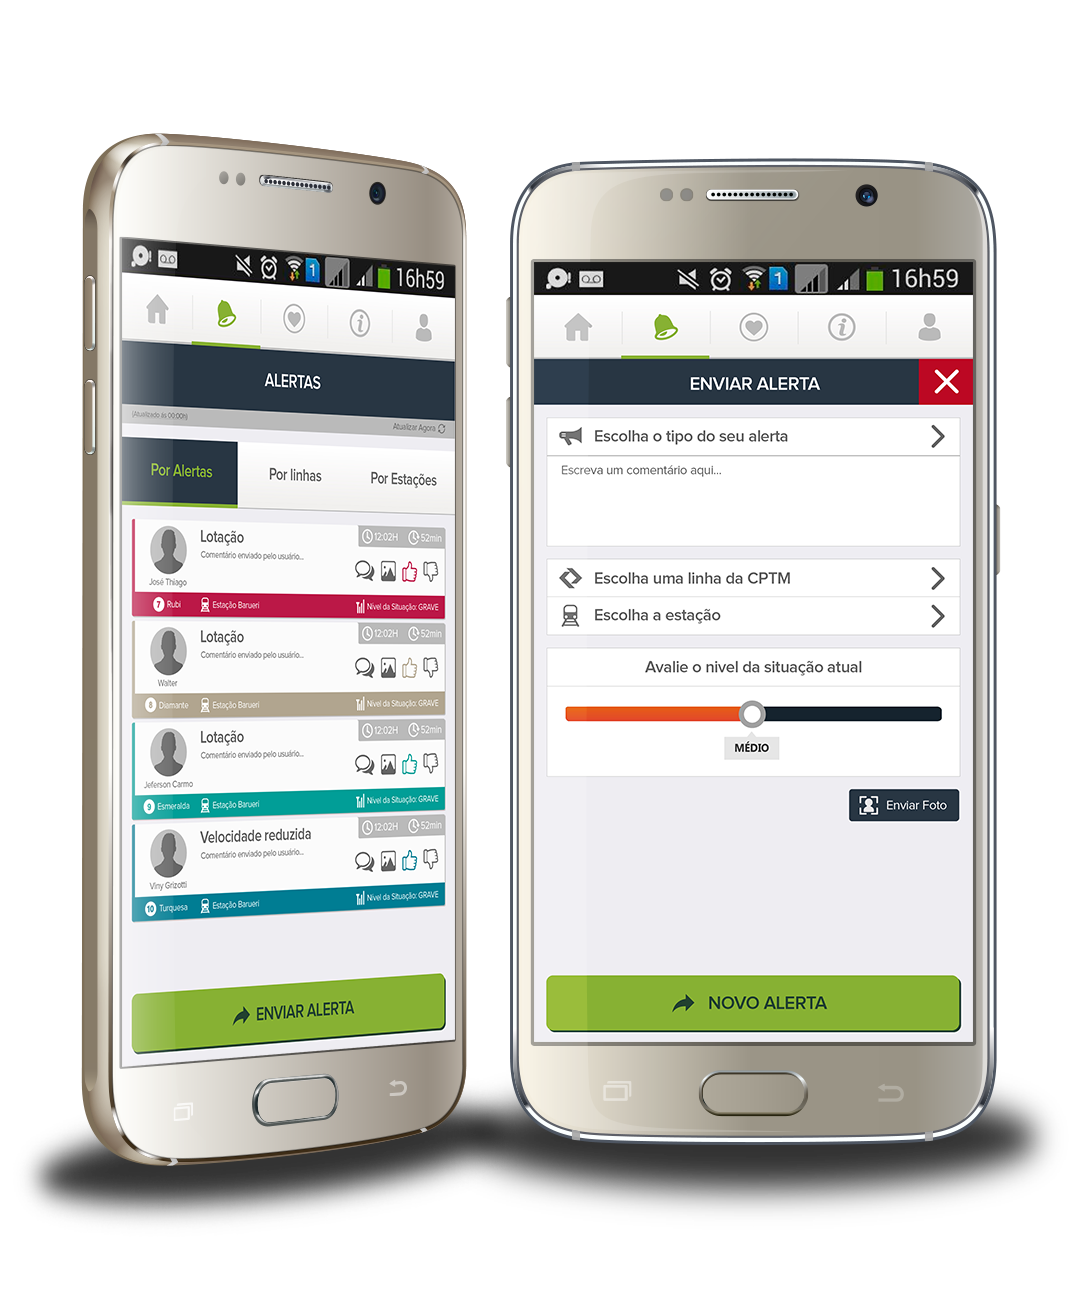 1 16h59
ALERTAS
(Atualizado às 00:00h)
Atualizar Agora
Por Alertas Por linhas Por Estações
Lotação 12:02H 52min
Comentário enviado pelo usuário...
José Thiago
7 Rubi Estação Barueri Nível da Situação: GRAVE
Lotação 12:02H 52min
Comentário enviado pelo usuário...
Walter
8 Diamante Estação Barueri Nível da Situação: GRAVE
Lotação 12:02H 52min
Comentário enviado pelo usuário...
Jeferson Carmo
9 Esmeralda Estação Barueri Nível da Situação: GRAVE
Velocidade reduzida 12:02H 52min
Comentário enviado pelo usuário...
Viny Grizotti
10 Turquesa Estação Barueri Nível da Situação: GRAVE
ENVIAR ALERTA
1 16h59
ENVIAR ALERTA
Escolha o tipo do seu alerta
Escreva um comentário aqui...
Escolha uma linha da CPTM
Escolha a estação
Avalie o nivel da situação atual
MÉDIO
Enviar Foto
NOVO ALERTA